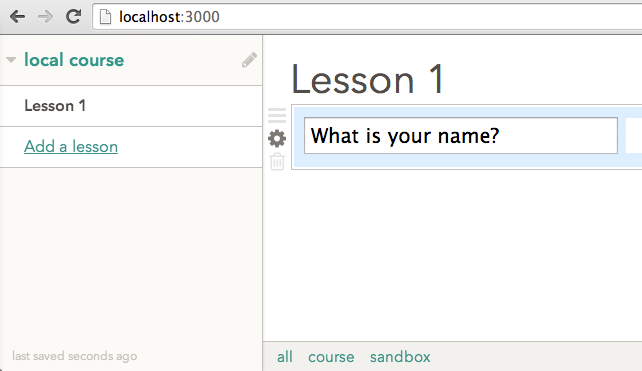 localhost:3000
local course
Lesson 1
Add a lesson
last saved seconds ago
Lesson 1
What is your name?
all course sandbox